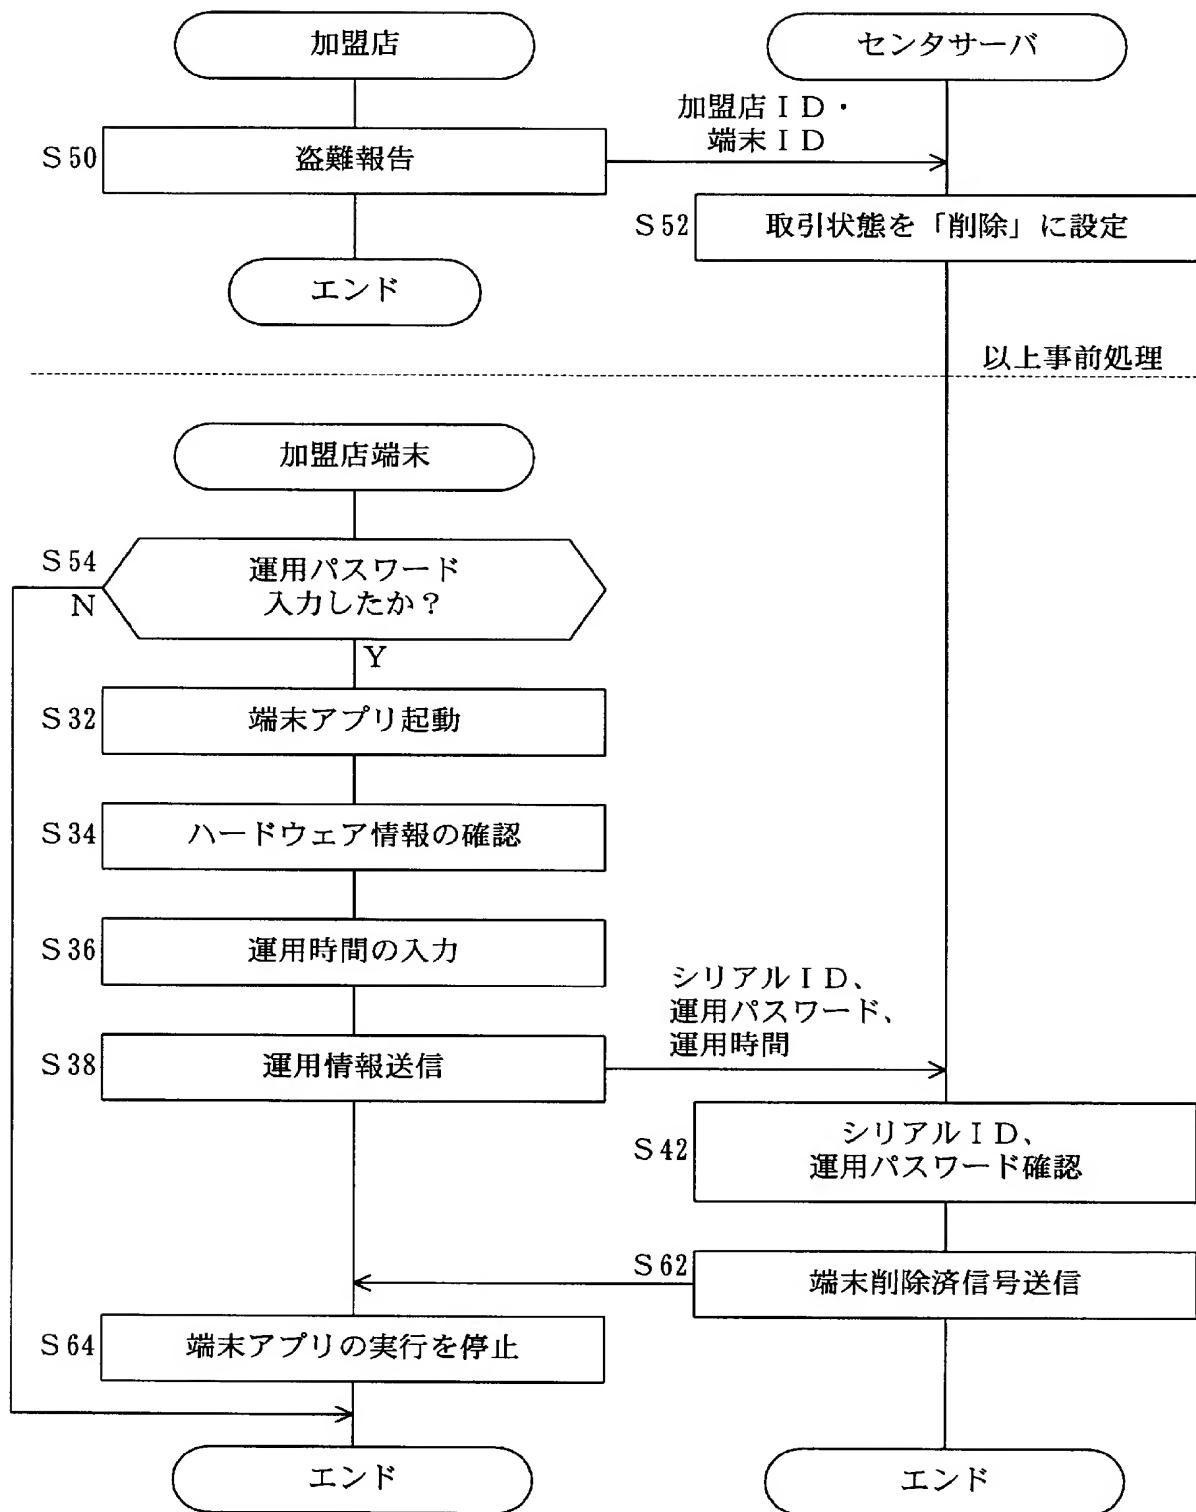 加盟店
センタサーバ
加盟店ＩＤ・
端末ＩＤ
S50
盗難報告
S52
取引状態を「削除」に設定
エンド
以上事前処理
加盟店端末
S54
運用パスワード
入力したか？
N
Y
S32
端末アプリ起動
S34
ハードウェア情報の確認
S36
運用時間の入力
シリアルＩＤ、
運用パスワード、
運用時間
S38
運用情報送信
S42
シリアルＩＤ、
運用パスワード確認
S62
端末削除済信号送信
S64
端末アプリの実行を停止
エンド
エンド